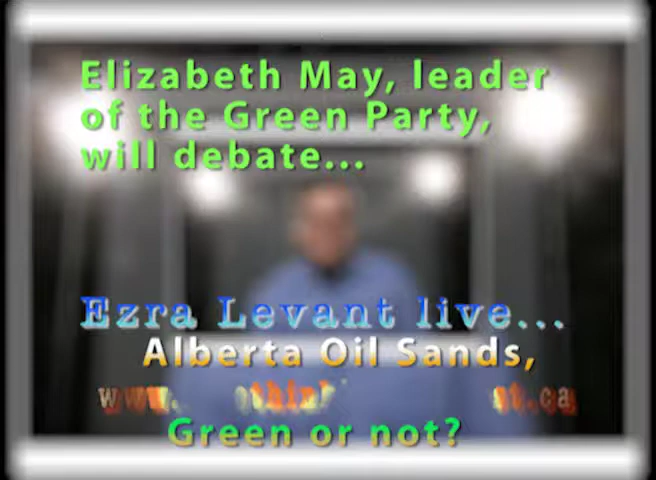 Elizabeth May, leader
of the Green Party,
will debate...
Ezra Levant live...
Alberta Oil Sands,
Green or not?